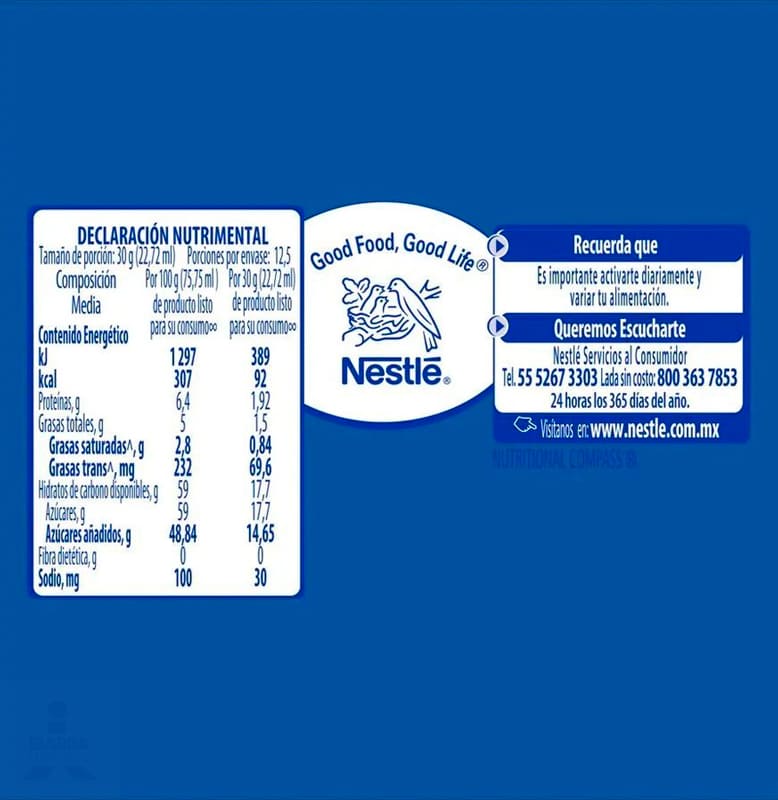 DECLARACIÓN NUTRIMENTAL
Tamaño de porción: 30 g (22,72 ml) Porciones por envase: 12,5
Composición Media Por 100 g (75,75 ml) de producto listo para su consumo∞ Por 30 g (22,72 ml) de producto listo para su consumo∞
Contenido Energético
kJ 1 297 389
kcal 307 92
Proteínas, g 6,4 1,92
Grasas totales, g 5 1,5
Grasas saturadas^, g 2,8 0,84
Grasas trans^, mg 232 69,6
Hidratos de carbono disponibles, g 59 17,7
Azúcares, g 59 17,7
Azúcares añadidos, g 48,84 14,65
Fibra dietética, g 0 0
Sodio, mg 100 30
Good Food, Good Life®
Nestlé®
Recuerda que
Es importante activarte diariamente y
variar tu alimentación.
Queremos Escucharte
Nestlé Servicios al Consumidor
Tel. 55 5267 3303 Lada sin costo: 800 363 7853
24 horas los 365 días del año.
Visítanos en: www.nestle.com.mx
NUTRITIONAL COMPASS®